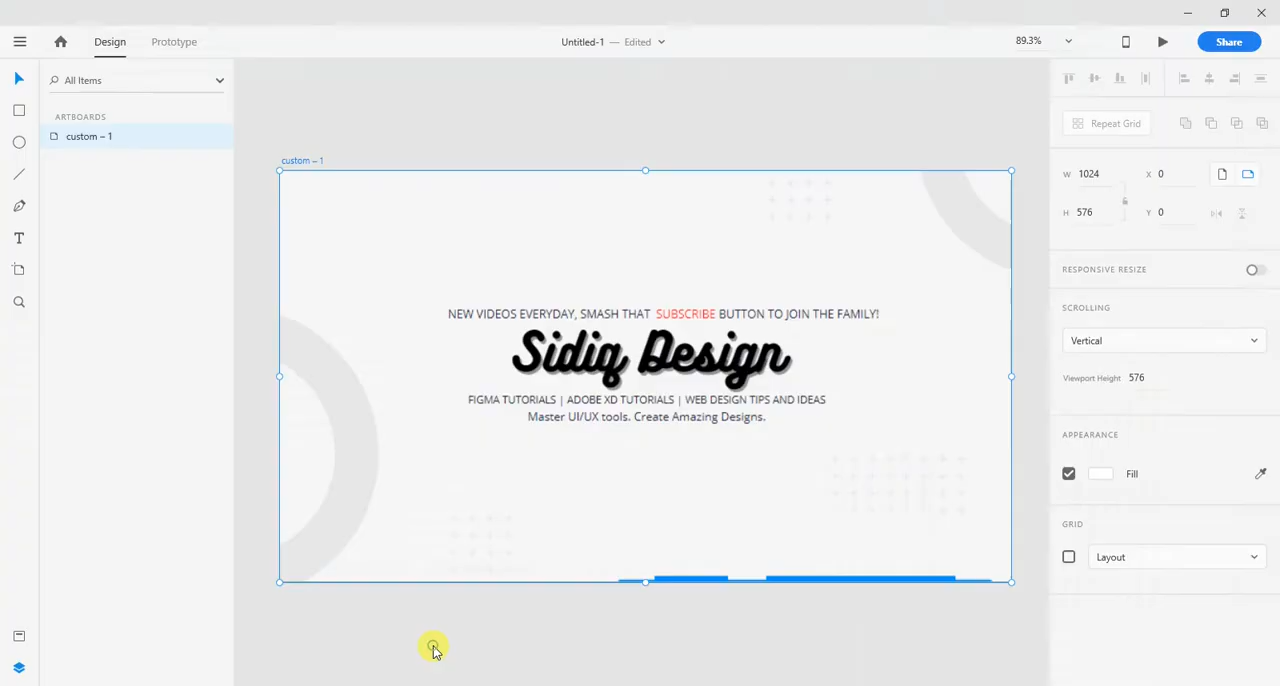 Design
Prototype
Untitled-1 — Edited
89.3%
Share
All Items
ARTBOARDS
custom – 1
custom – 1
NEW VIDEOS EVERYDAY, SMASH THAT SUBSCRIBE BUTTON TO JOIN THE FAMILY!
Sidiq Design
FIGMA TUTORIALS | ADOBE XD TUTORIALS | WEB DESIGN TIPS AND IDEAS
Master UI/UX tools. Create Amazing Designs.
Repeat Grid
W 1024 X 0
H 576 Y 0
RESPONSIVE RESIZE
SCROLLING
Vertical
Viewport Height 576
APPEARANCE
Fill
GRID
Layout